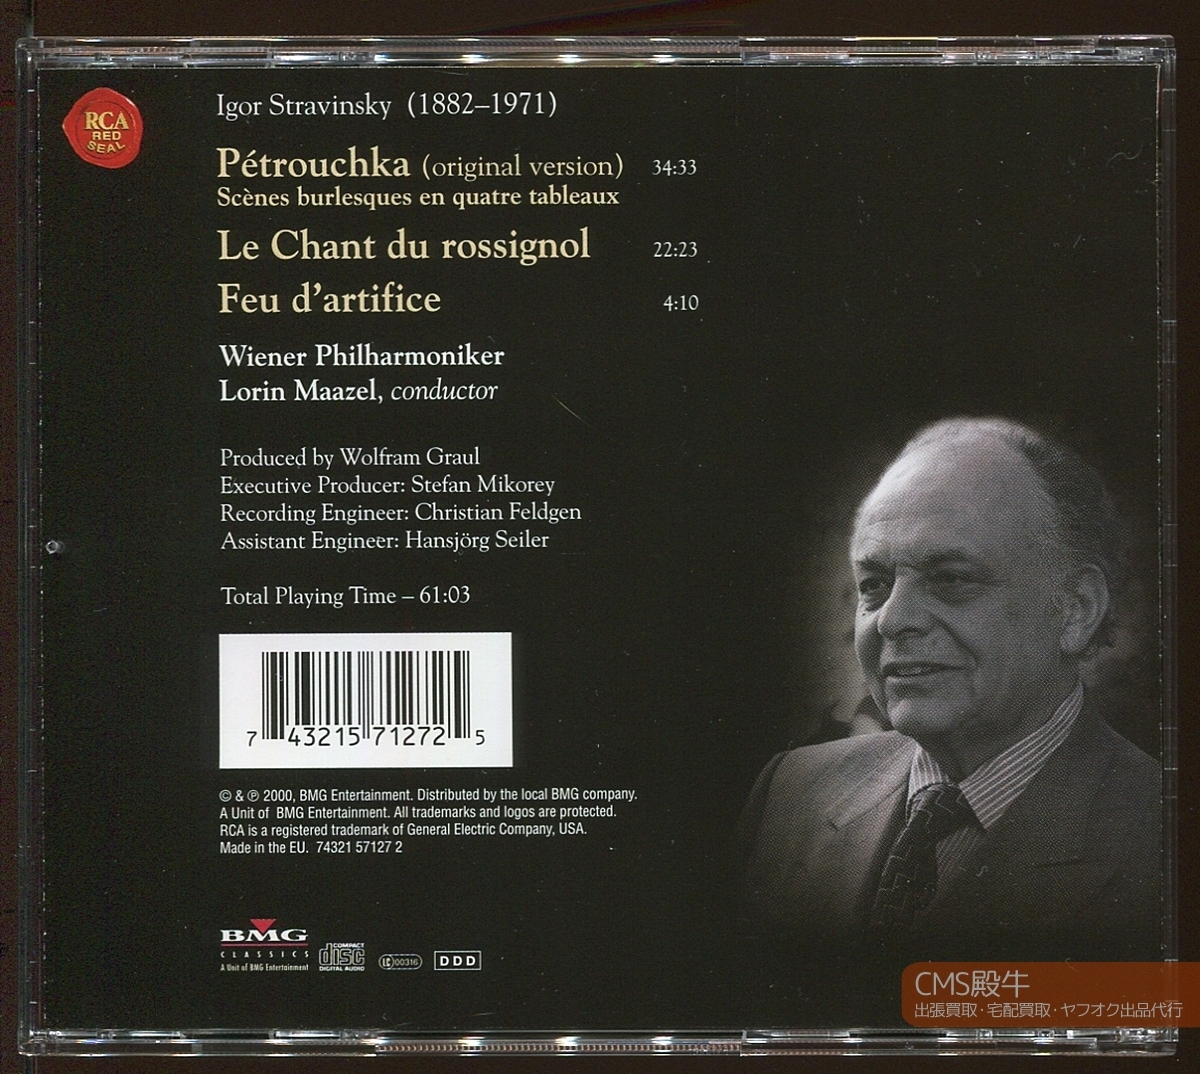 RCA
RED
SEAL
Igor Stravinsky (1882–1971)
Pétrouchka (original version) 34:33
Scènes burlesques en quatre tableaux
Le Chant du rossignol 22:23
Feu d’artifice 4:10
Wiener Philharmoniker
Lorin Maazel, conductor
Produced by Wolfram Graul
Executive Producer: Stefan Mikorey
Recording Engineer: Christian Feldgen
Assistant Engineer: Hansjörg Seiler
Total Playing Time – 61:03
7 43215 71272 5
© & ℗ 2000, BMG Entertainment. Distributed by the local BMG company.
A Unit of BMG Entertainment. All trademarks and logos are protected.
RCA is a registered trademark of General Electric Company, USA.
Made in the EU. 74321 57127 2
BMG
CLASSICS
A Unit of BMG Entertainment
COMPACT
disc
DIGITAL AUDIO
LC 00316
DDD
CMS殿牛
出張買取・宅配買取・ヤフオク出品代行